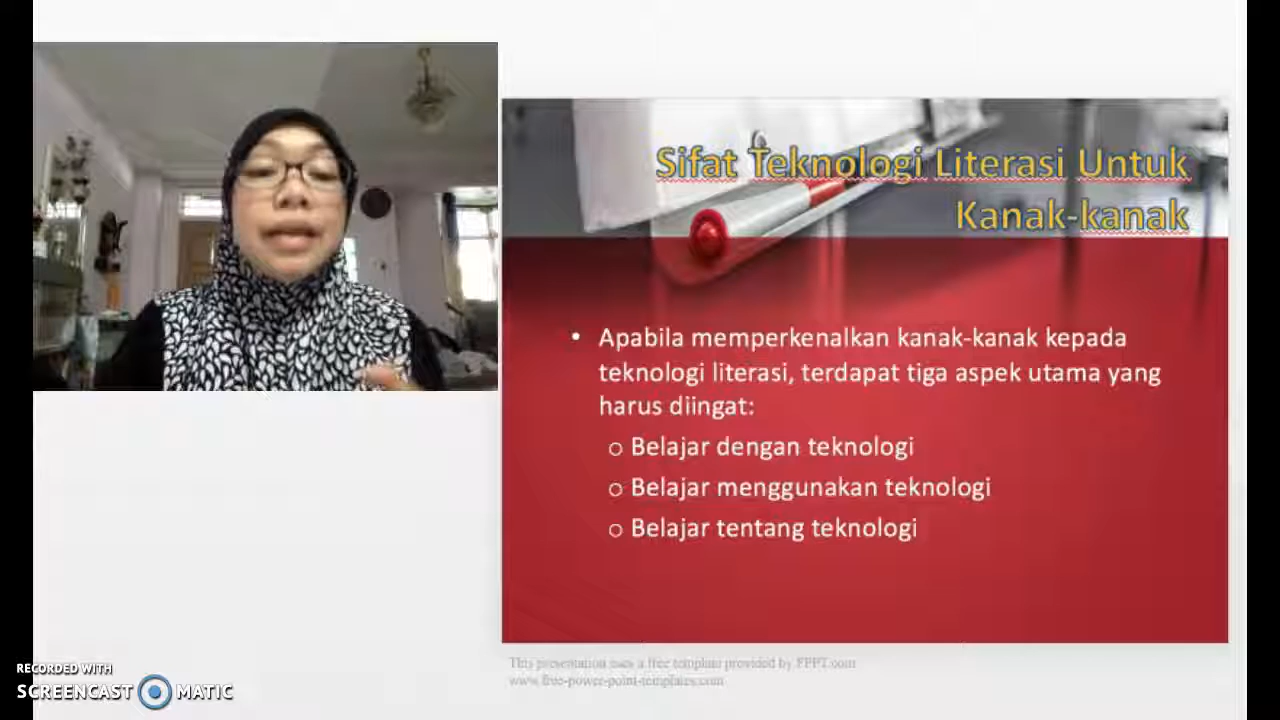 Sifat Teknologi Literasi Untuk
Kanak-kanak
• Apabila memperkenalkan kanak-kanak kepada
teknologi literasi, terdapat tiga aspek utama yang
harus diingat:
o Belajar dengan teknologi
o Belajar menggunakan teknologi
o Belajar tentang teknologi
This presentation uses a free template provided by FPPT.com
www.free-power-point-templates.com
RECORDED WITH
SCREENCAST MATIC